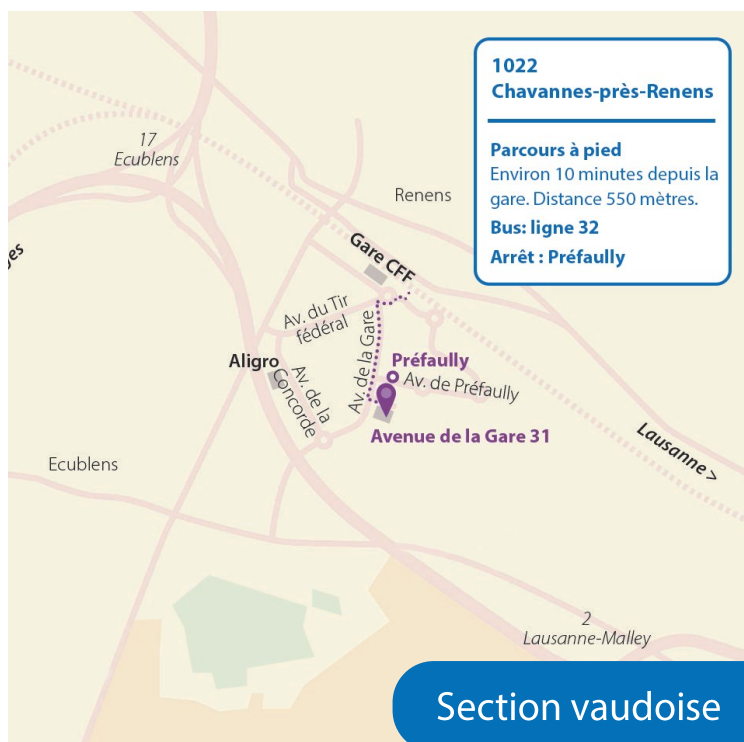 1022
Chavannes-près-Renens
Parcours à pied
Environ 10 minutes depuis la
gare. Distance 550 mètres.
Bus: ligne 32
Arrêt : Préfaully
17
Ecublens
Renens
ges
Gare CFF
Av. du Tir
fédéral
Av. de la Gare
Aligro
Av. de la
Concorde
Préfaully
Av. de Préfaully
Avenue de la Gare 31
Lausanne >
Ecublens
2
Lausanne-Malley
Section vaudoise